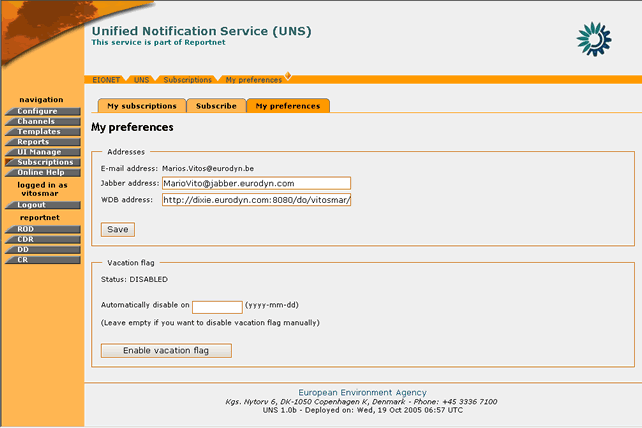 Unified Notification Service (UNS)
This service is part of Reportnet
EIONET UNS Subscriptions My preferences
navigation
Configure
Channels
Templates
Reports
UI Manage
Subscriptions
Online Help
logged in as
vitosmar
Logout
reportnet
ROD
CDR
DD
CR
My subscriptions Subscribe My preferences
My preferences
Addresses
E-mail address: Marios.Vitos@eurodyn.be
Jabber address: MarioVito@jabber.eurodyn.com
WDB address: http://dixie.eurodyn.com:8080/do/vitosmar/
Save
Vacation flag
Status: DISABLED
Automatically disable on (yyyy-mm-dd)
(Leave empty if you want to disable vacation flag manually)
Enable vacation flag
European Environment Agency
Kgs. Nytorv 6, DK-1050 Copenhagen K, Denmark - Phone: +45 3336 7100
UNS 1.0b - Deployed on: Wed, 19 Oct 2005 06:57 UTC